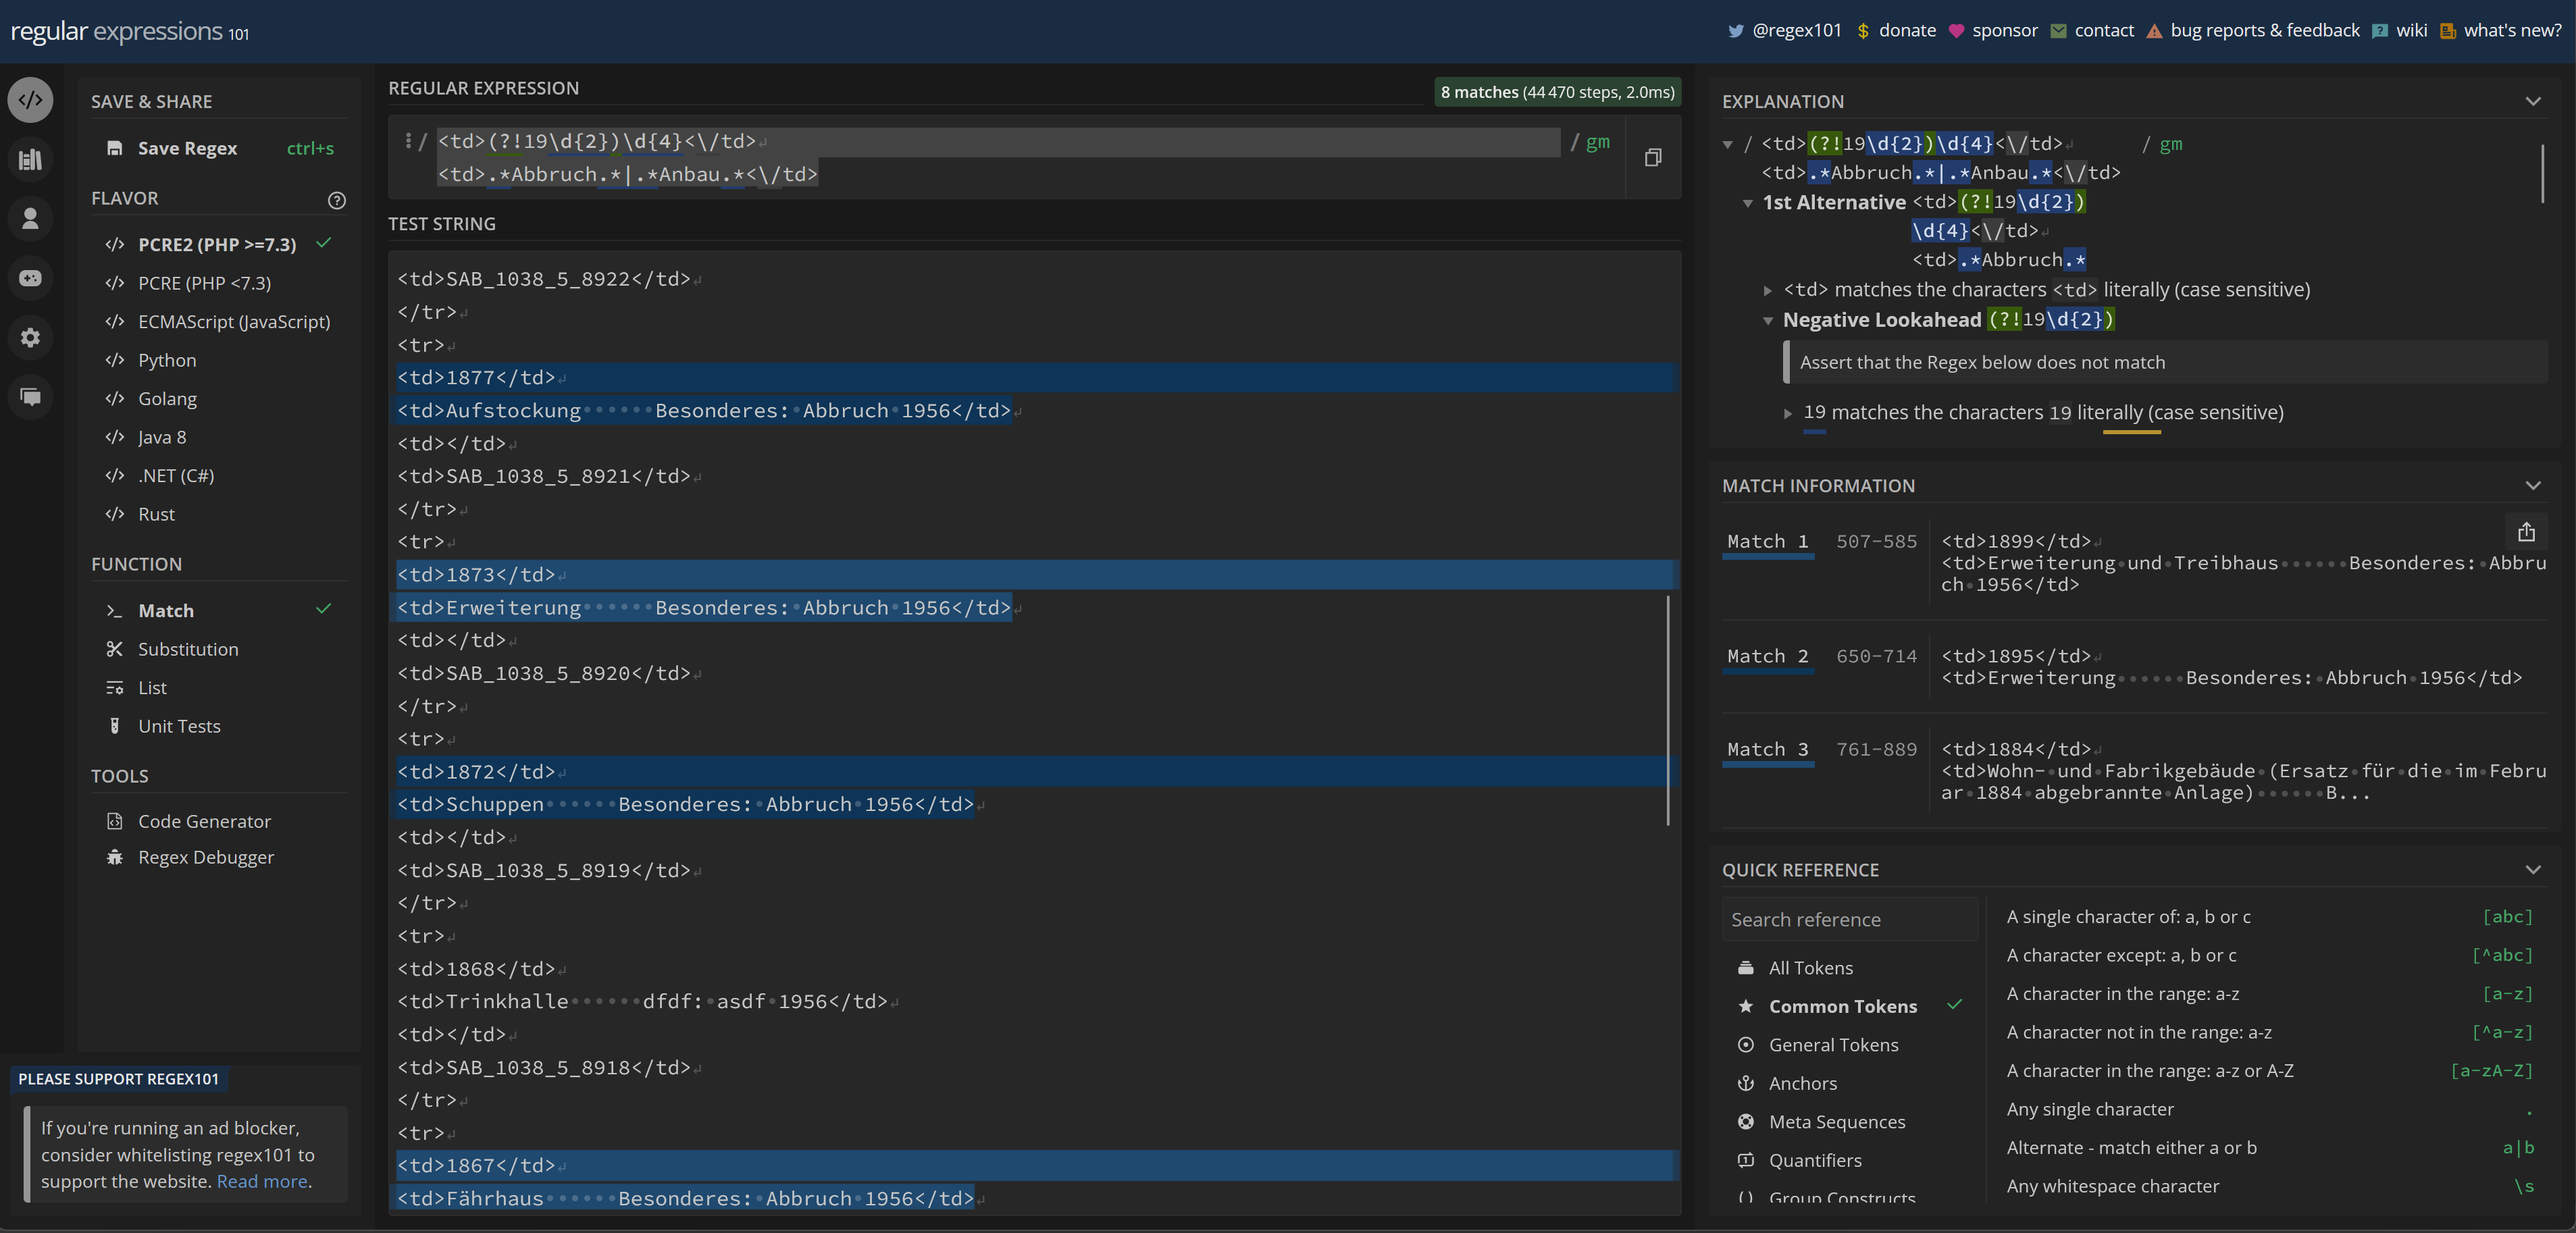 regular expressions 101
@regex101 $ donate sponsor contact bug reports & feedback wiki what's new?
SAVE & SHARE
Save Regex ctrl+s
FLAVOR
PCRE2 (PHP >=7.3)
PCRE (PHP <7.3)
ECMAScript (JavaScript)
Python
Golang
Java 8
.NET (C#)
Rust
FUNCTION
Match
Substitution
List
Unit Tests
TOOLS
Code Generator
Regex Debugger
PLEASE SUPPORT REGEX101
If you're running an ad blocker,
consider whitelisting regex101 to
support the website. Read more.
REGULAR EXPRESSION
8 matches (44 470 steps, 2.0ms)
/ <td>(?!19\d{2})\d{4}<\/td> / gm
<td>.*Abbruch.*|.*Anbau.*<\/td>
TEST STRING
<td>SAB_1038_5_8922</td>
</tr>
<tr>
<td>1877</td>
<td>Aufstockung······Besonderes:·Abbruch·1956</td>
<td></td>
<td>SAB_1038_5_8921</td>
</tr>
<tr>
<td>1873</td>
<td>Erweiterung······Besonderes:·Abbruch·1956</td>
<td></td>
<td>SAB_1038_5_8920</td>
</tr>
<tr>
<td>1872</td>
<td>Schuppen······Besonderes:·Abbruch·1956</td>
<td></td>
<td>SAB_1038_5_8919</td>
</tr>
<tr>
<td>1868</td>
<td>Trinkhalle······dfdf:·asdf·1956</td>
<td></td>
<td>SAB_1038_5_8918</td>
</tr>
<tr>
<td>1867</td>
<td>Fährhaus······Besonderes:·Abbruch·1956</td>
EXPLANATION
/ <td>(?!19\d{2})\d{4}<\/td> / gm
<td>.*Abbruch.*|.*Anbau.*<\/td>
1st Alternative <td>(?!19\d{2})
\d{4}<\/td>
<td>.*Abbruch.*
<td> matches the characters <td> literally (case sensitive)
Negative Lookahead (?!19\d{2})
Assert that the Regex below does not match
19 matches the characters 19 literally (case sensitive)
MATCH INFORMATION
Match 1 507-585 <td>1899</td>
<td>Erweiterung·und·Treibhaus······Besonderes:·Abbru
ch·1956</td>
Match 2 650-714 <td>1895</td>
<td>Erweiterung······Besonderes:·Abbruch·1956</td>
Match 3 761-889 <td>1884</td>
<td>Wohn-·und·Fabrikgebäude·(Ersatz·für·die·im·Febru
ar·1884·abgebrannte·Anlage)······B...
QUICK REFERENCE
Search reference
All Tokens
Common Tokens
General Tokens
Anchors
Meta Sequences
Quantifiers
Group Constructs
A single character of: a, b or c [abc]
A character except: a, b or c [^abc]
A character in the range: a-z [a-z]
A character not in the range: a-z [^a-z]
A character in the range: a-z or A-Z [a-zA-Z]
Any single character .
Alternate - match either a or b a|b
Any whitespace character \s